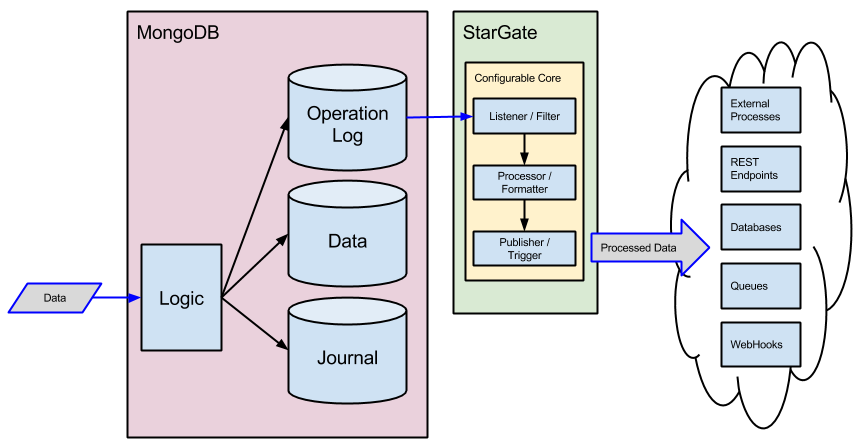 MongoDB
StarGate
Operation
Log
Data
Journal
Logic
Data
Configurable Core
Listener / Filter
Processor /
Formatter
Publisher /
Trigger
Processed Data
External
Processes
REST
Endpoints
Databases
Queues
WebHooks